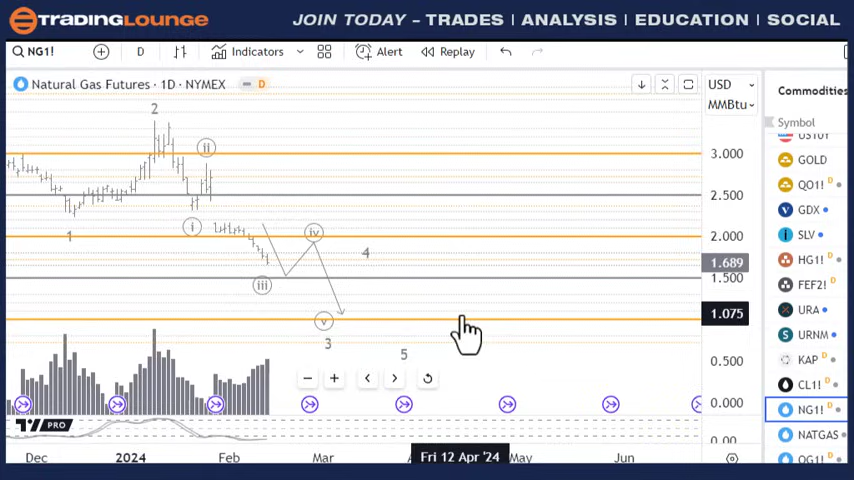 TRADINGLOUNGE
JOIN TODAY – TRADES | ANALYSIS | EDUCATION | SOCIAL
NG1! D Indicators Alert Replay
Natural Gas Futures · 1D · NYMEX D
USD
MMBtu
Commodities
Symbol
US10Y
GOLD
QO1! D
GDX
SLV
HG1! D
FEF2! D
URA
URNM
KAP D
CL1! D
NG1! D
NATGAS
QG1! D
3.000
2.500
2.000
1.689
1.500
1.075
0.500
0.000
0.00
2
ii
1
i
iv
4
iii
v
3
5
PRO
Dec 2024 Feb Mar A Fri 12 Apr '24 May Jun